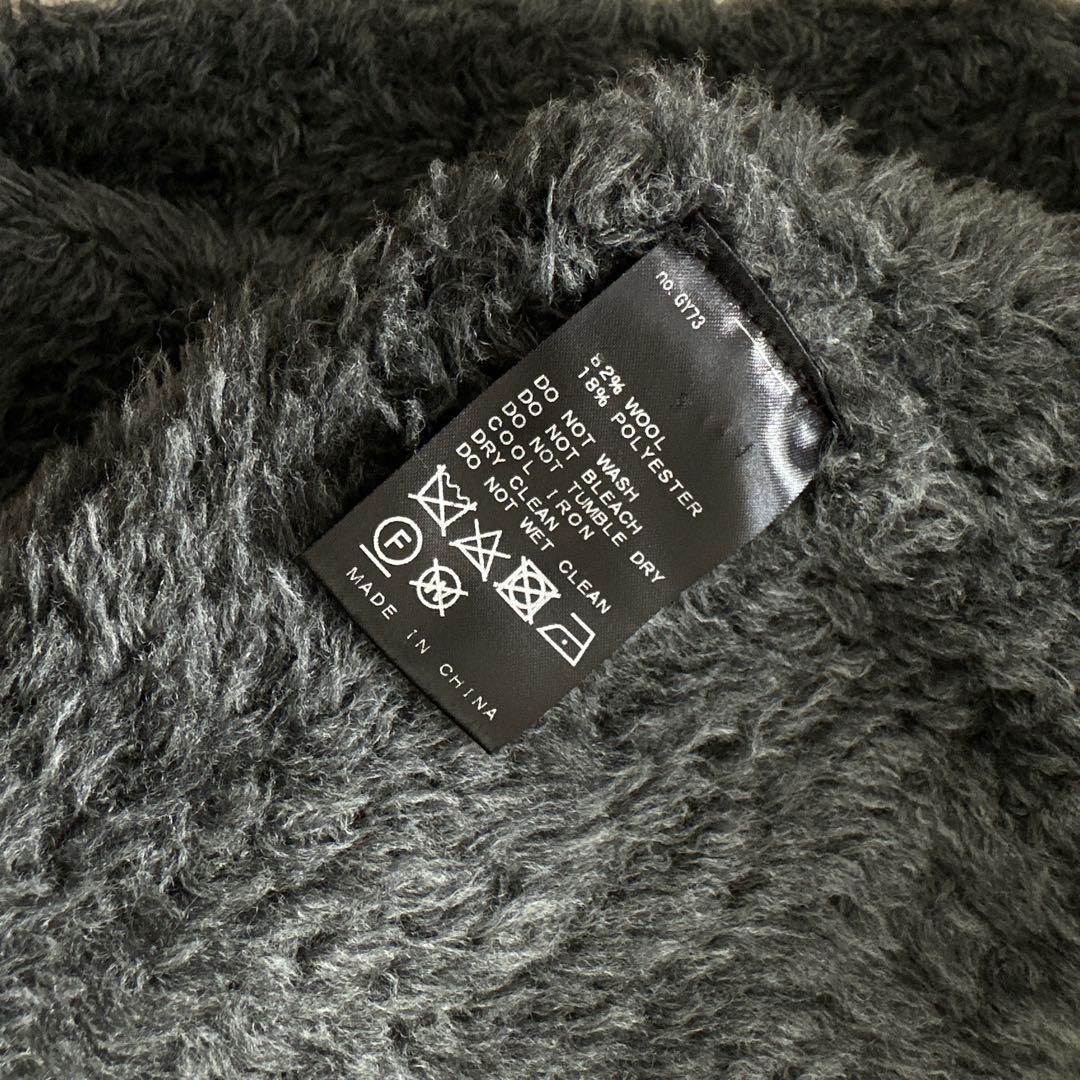 no. GY73
82% WOOL
18% POLYESTER
DO NOT WASH
DO NOT BLEACH
DO NOT TUMBLE DRY
COOL IRON
DRY CLEAN
DO NOT WET CLEAN
F
W
MADE IN CHINA